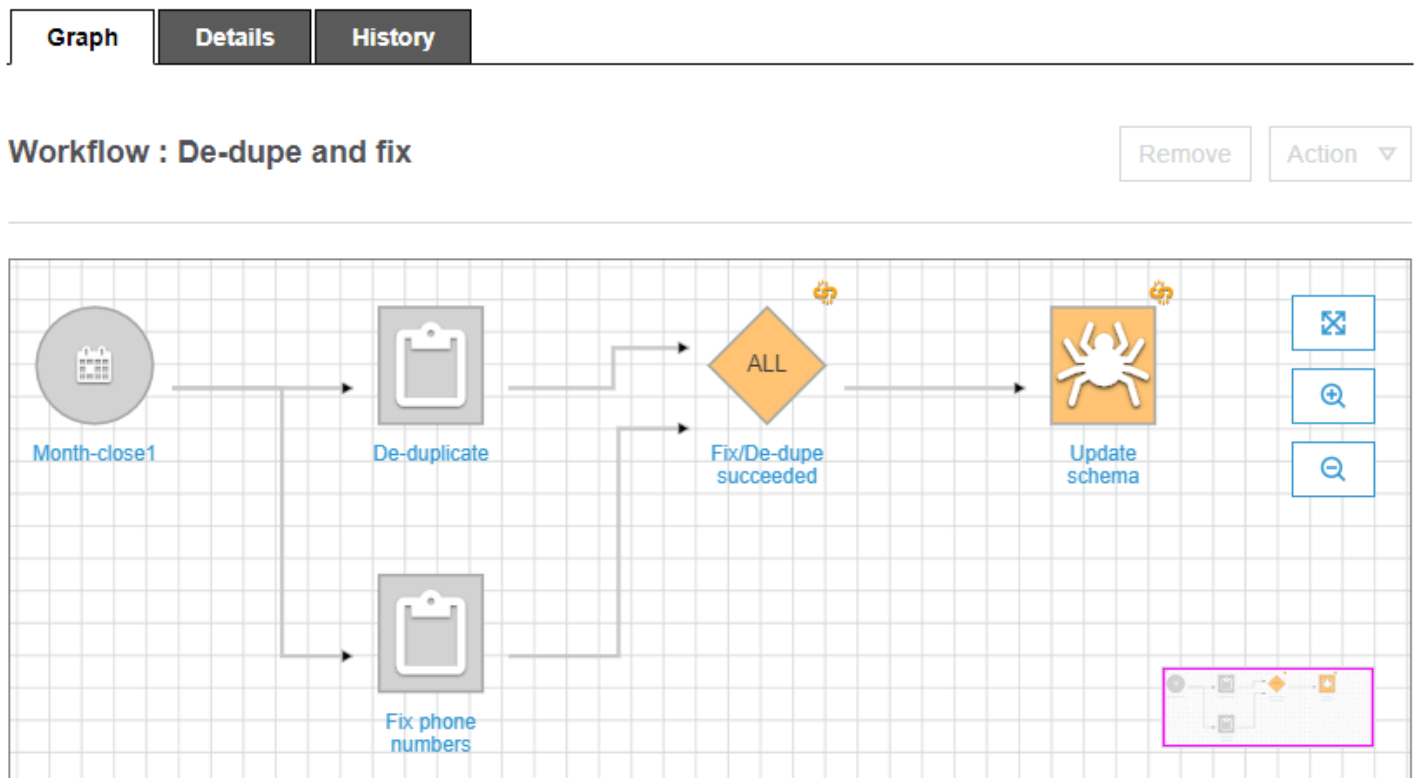 Graph
Details
History
Workflow : De-dupe and fix
Remove
Action
ALL
Month-close1
De-duplicate
Fix/De-dupe
succeeded
Update
schema
Fix phone
numbers